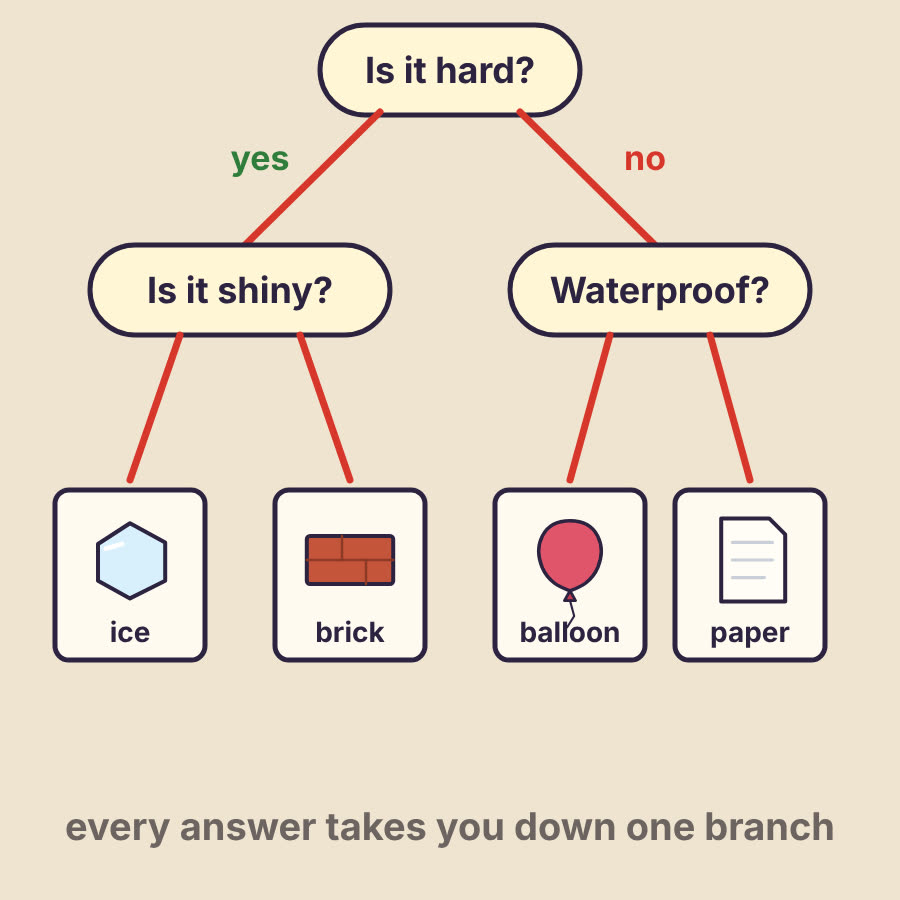 Is it hard?
yes
no
Is it shiny?
Waterproof?
ice
brick
balloon
paper
every answer takes you down one branch